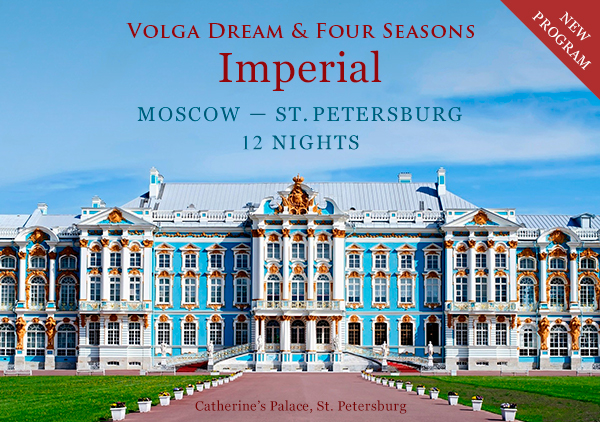 VOLGA DREAM & FOUR SEASONS
Imperial
MOSCOW — ST. PETERSBURG
12 NIGHTS
NEW
PROGRAM
Catherine's Palace, St. Petersburg